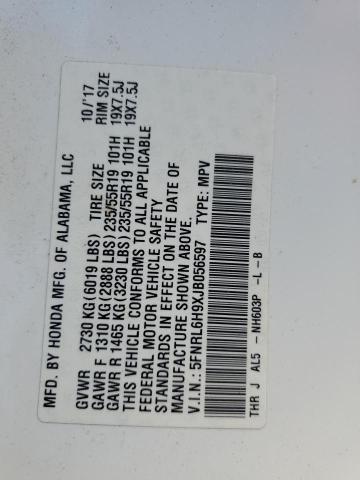 MFD. BY HONDA MFG. OF ALABAMA, LLC 10/'17
GVWR 2730 KG(6019 LBS) TIRE SIZE RIM SIZE
GAWR F 1310 KG(2888 LBS)235/55R19 101H 19X7.5J
GAWR R 1465 KG(3230 LBS)235/55R19 101H 19X7.5J
THIS VEHICLE CONFORMS TO ALL APPLICABLE
FEDERAL MOTOR VEHICLE SAFETY
STANDARDS IN EFFECT ON THE DATE OF
MANUFACTURE SHOWN ABOVE.
V.I.N.: 5FNRL6H9XJB056597 TYPE: MPV
THR J AL5 - NH603P -L-B